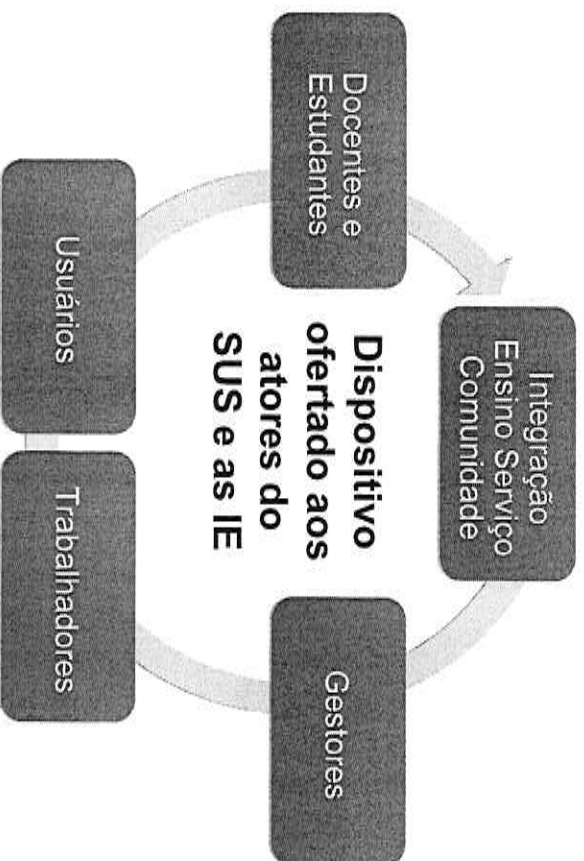 Integração
Ensino Serviço
Comunidade
Gestores
Trabalhadores
Usuários
Docentes e
Estudantes
Dispositivo
ofertado aos
atores do
SUS e as IE